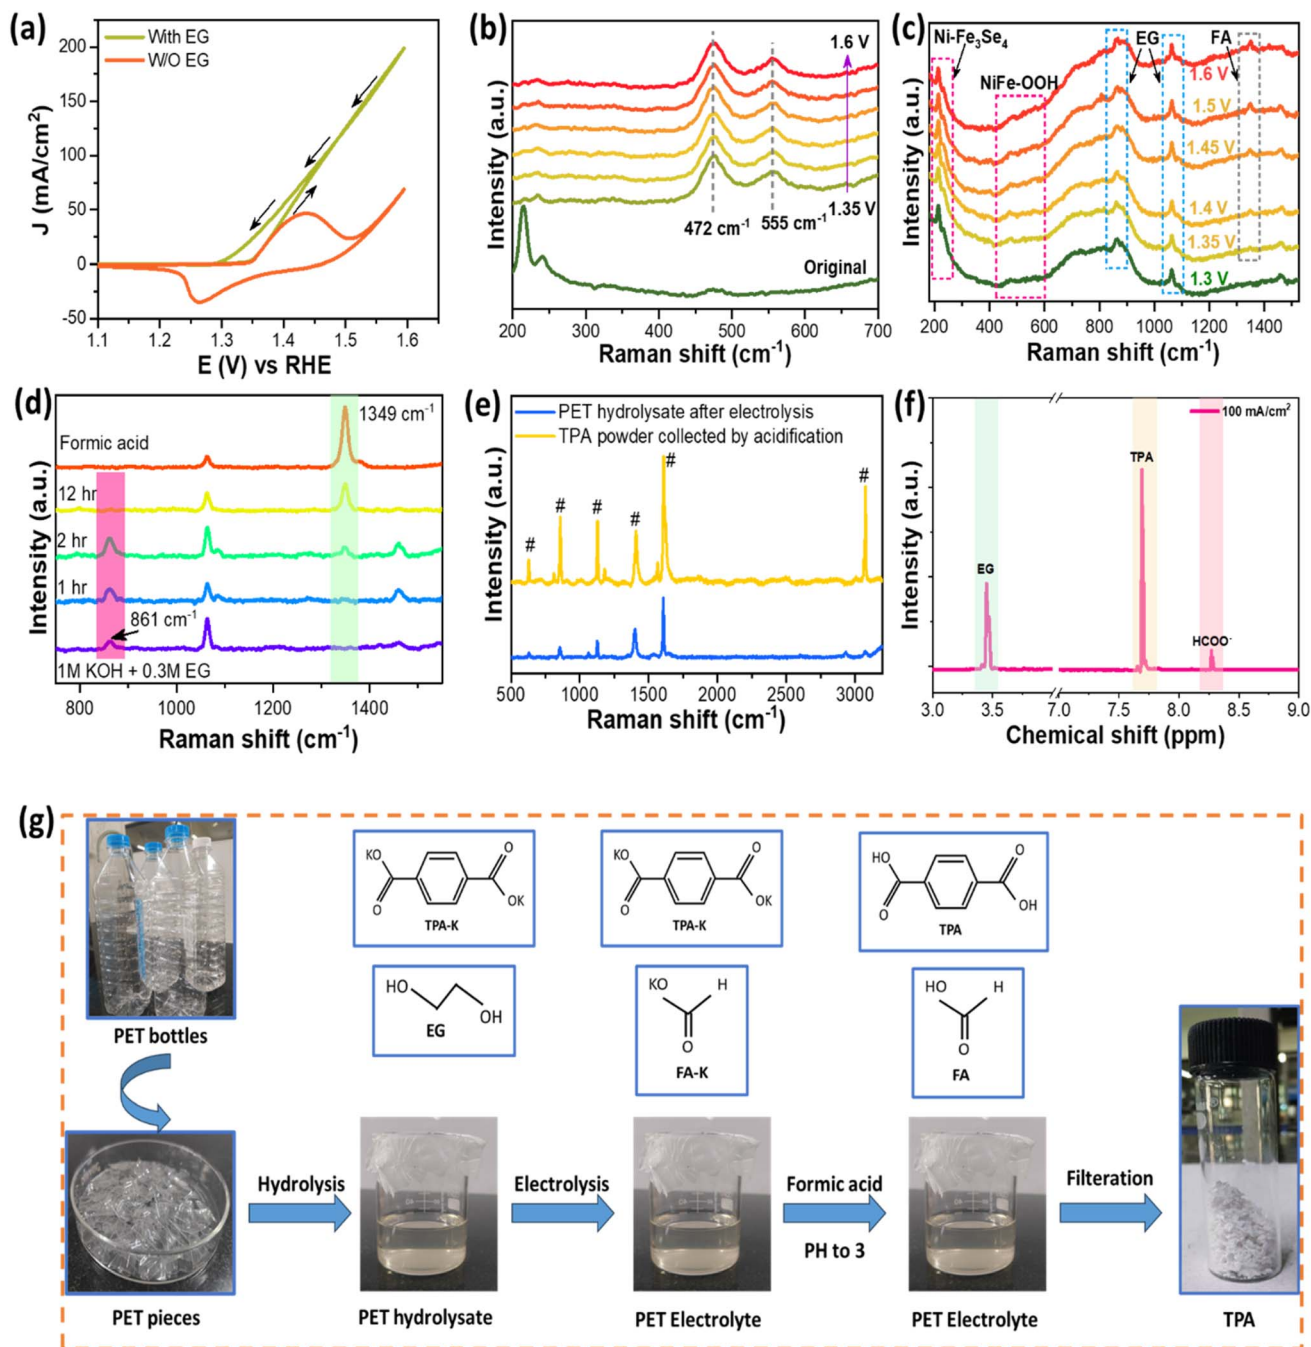 (a)
With EG
W/O EG
200
150
100
50
0
-50
J (mA/cm²)
1.1 1.2 1.3 1.4 1.5 1.6
E (V) vs RHE
(b)
1.6 V
1.35 V
472 cm⁻¹
555 cm⁻¹
Original
Intensity (a.u.)
200 300 400 500 600 700
Raman shift (cm⁻¹)
(c)
Ni-Fe₃Se₄
NiFe-OOH
EG
FA
1.6 V
1.5 V
1.45 V
1.4 V
1.35 V
1.3 V
Intensity (a.u.)
200 400 600 800 1000 1200 1400
Raman shift (cm⁻¹)
(d)
1349 cm⁻¹
Formic acid
12 hr
2 hr
1 hr
861 cm⁻¹
1M KOH + 0.3M EG
Intensity (a.u.)
800 1000 1200 1400
Raman shift (cm⁻¹)
(e)
PET hydrolysate after electrolysis
TPA powder collected by acidification
# # # # # #
Intensity (a.u.)
500 1000 1500 2000 2500 3000
Raman shift (cm⁻¹)
(f)
100 mA/cm²
EG
TPA
HCOO⁻
Intensity (a.u.)
3.0 3.5 7.0 7.5 8.0 8.5 9.0
Chemical shift (ppm)
(g)
PET bottles
PET pieces
Hydrolysis
KO
O
O
OK
TPA-K
HO
OH
EG
PET hydrolysate
Electrolysis
KO
O
O
OK
TPA-K
KO
H
O
FA-K
PET Electrolyte
Formic acid
PH to 3
HO
O
O
OH
TPA
HO
H
O
FA
PET Electrolyte
Filteration
TPA